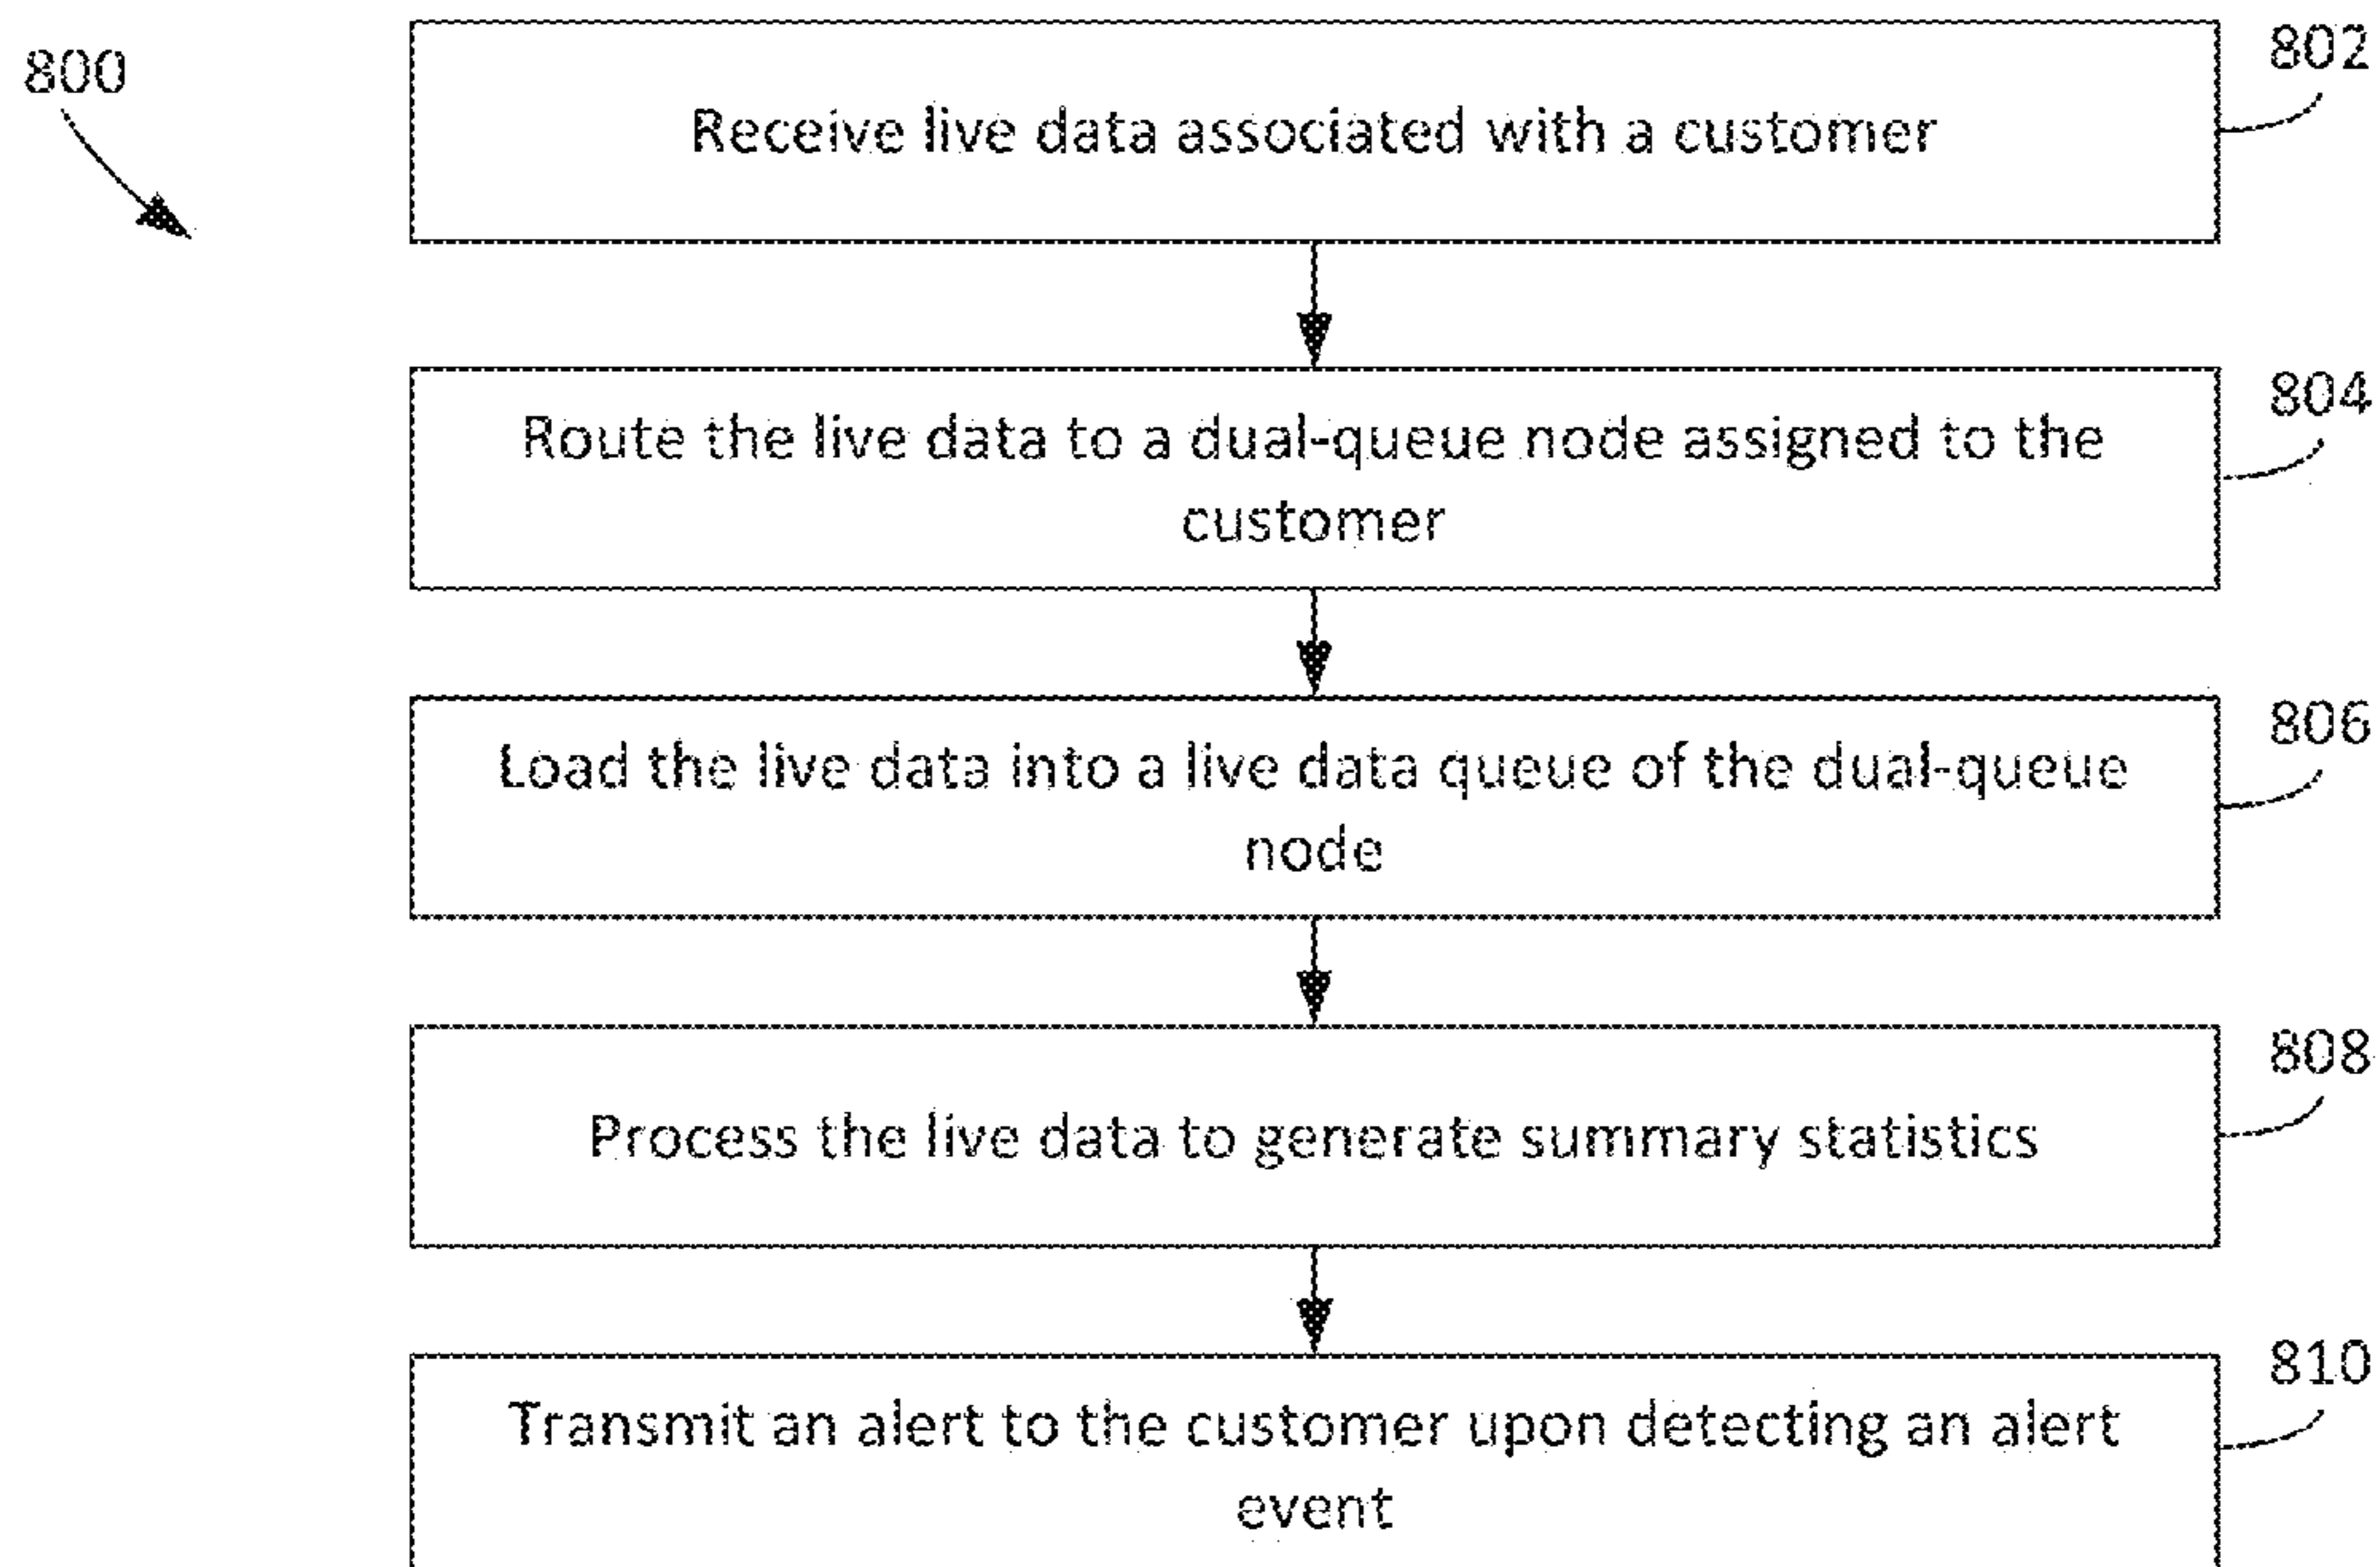 800
802
Receive live data associated with a customer
804
Route the live data to a dual-queue node assigned to the
customer
806
Load the live data into a live data queue of the dual-queue
node
808
Process the live data to generate summary statistics
810
Transmit an alert to the customer upon detecting an alert
event